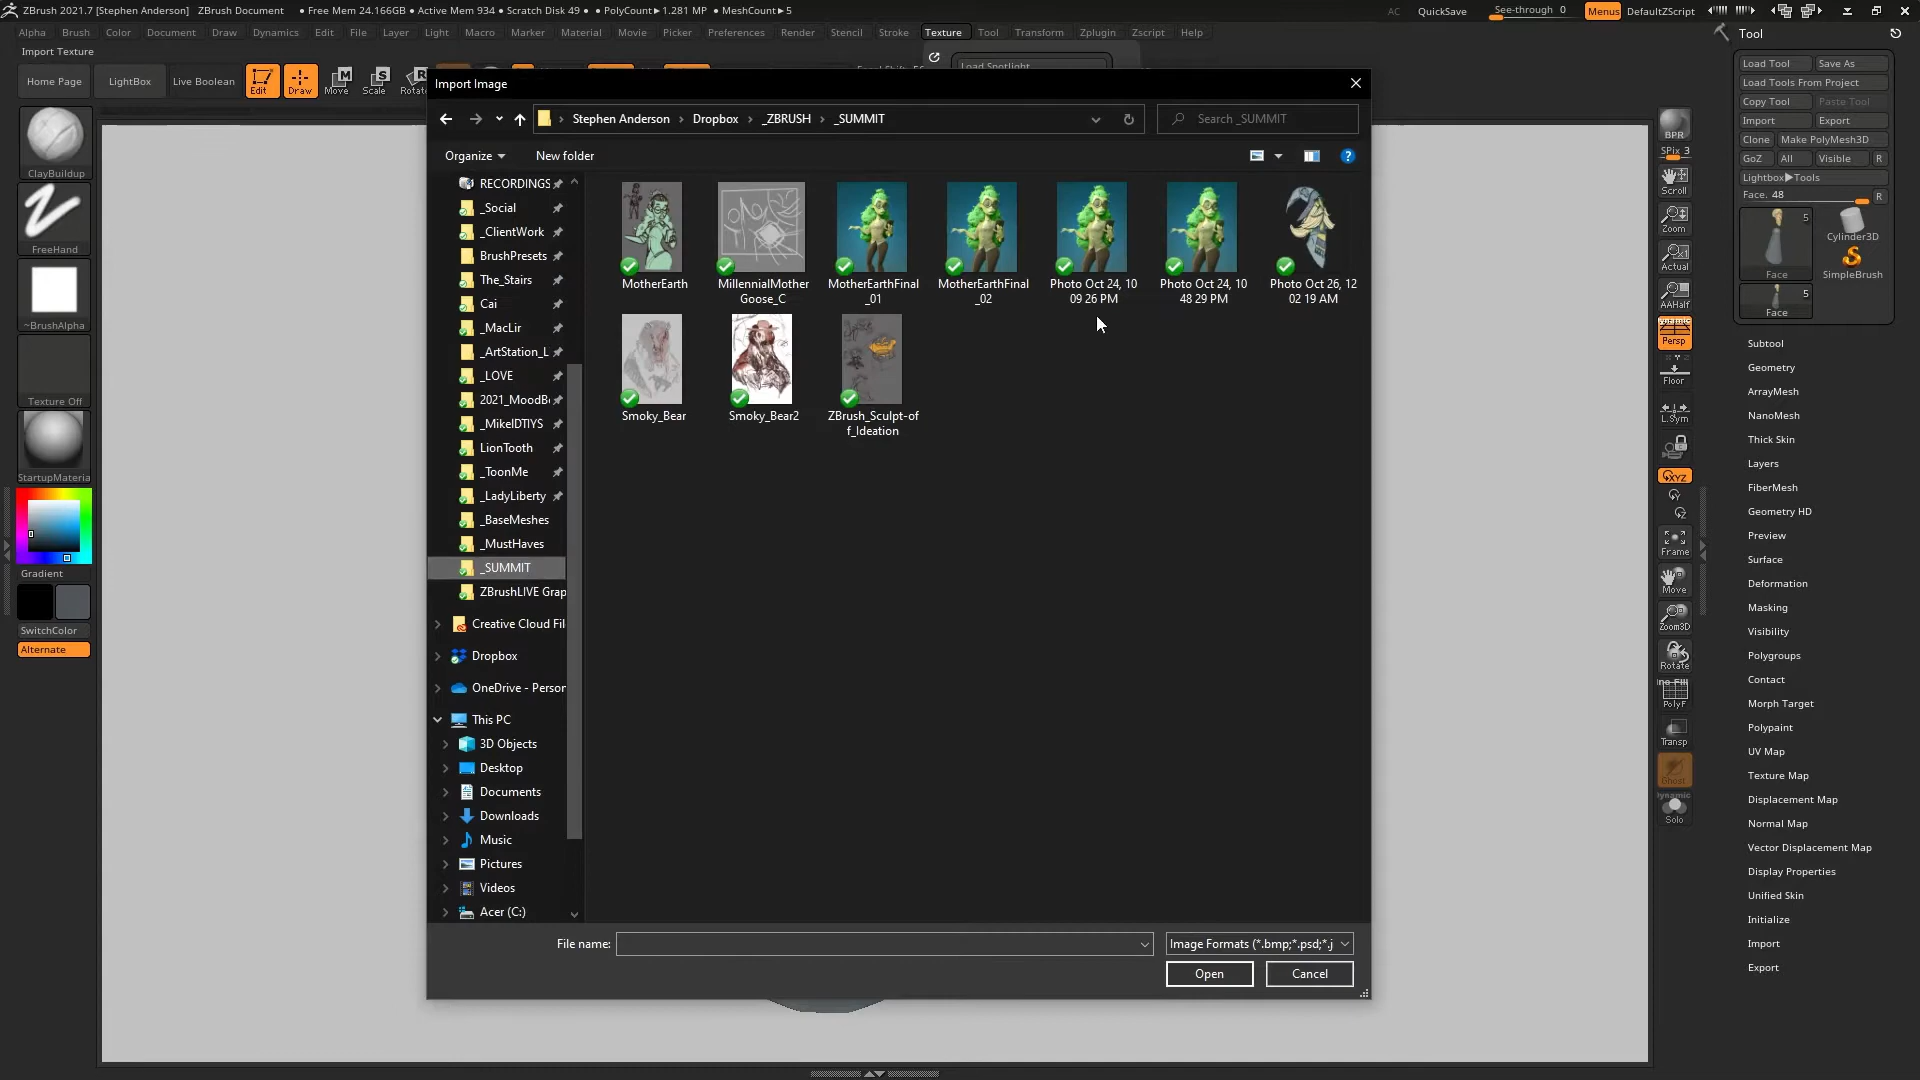 ZBrush 2021.7 [Stephen Anderson] ZBrush Document • Free Mem 24.166GB • Active Mem 934 • Scratch Disk 49 • • PolyCount▸1.281 MP • MeshCount▸5 AC QuickSave See-through 0 Menus DefaultZScript
Alpha Brush Color Document Draw Dynamics Edit File Layer Light Macro Marker Material Movie Picker Preferences Render Stencil Stroke Texture Tool Transform Zplugin Zscript Help
Import Texture
Home Page LightBox Live Boolean Edit Draw Move Scale
Load Spotlight
ClayBuildup
FreeHand
~BrushAlpha
Texture Off
StartupMateria
Gradient
SwitchColor
Alternate
Import Image
Stephen Anderson › Dropbox › _ZBRUSH › _SUMMIT
Search _SUMMIT
Organize New folder
RECORDINGS
_Social
_ClientWork
BrushPresets
The_Stairs
Cai
_MacLir
_ArtStation_L
_LOVE
2021_MoodB
_MikeIDTIYS
LionTooth
_ToonMe
_LadyLiberty
_BaseMeshes
_MustHaves
_SUMMIT
ZBrushLIVE Grap
Creative Cloud Fil
Dropbox
OneDrive - Person
This PC
3D Objects
Desktop
Documents
Downloads
Music
Pictures
Videos
Acer (C:)
MotherEarth
MillennialMother
Goose_C
MotherEarthFinal
_01
MotherEarthFinal
_02
Photo Oct 24, 10
09 26 PM
Photo Oct 24, 10
48 29 PM
Photo Oct 26, 12
02 19 AM
Smoky_Bear
Smoky_Bear2
ZBrush_Sculpt-of
f_Ideation
File name:
Image Formats (*.bmp;*.psd;*.j
Open Cancel
BPR
SPix 3
Scroll
Zoom
Actual
AAHalf
Dynamic
Persp
Floor
L.Sym
XYZ
Frame
Move
Zoom3D
Rotate
PolyF
Transp
Ghost
Dynamic
Solo
Tool
Load Tool Save As
Load Tools From Project
Copy Tool Paste Tool
Import Export
Clone Make PolyMesh3D
GoZ All Visible R
Lightbox▸Tools
Face. 48 R
5
Face
Cylinder3D
SimpleBrush
5
Face
Subtool
Geometry
ArrayMesh
NanoMesh
Thick Skin
Layers
FiberMesh
Geometry HD
Preview
Surface
Deformation
Masking
Visibility
Polygroups
Contact
Morph Target
Polypaint
UV Map
Texture Map
Displacement Map
Normal Map
Vector Displacement Map
Display Properties
Unified Skin
Initialize
Import
Export